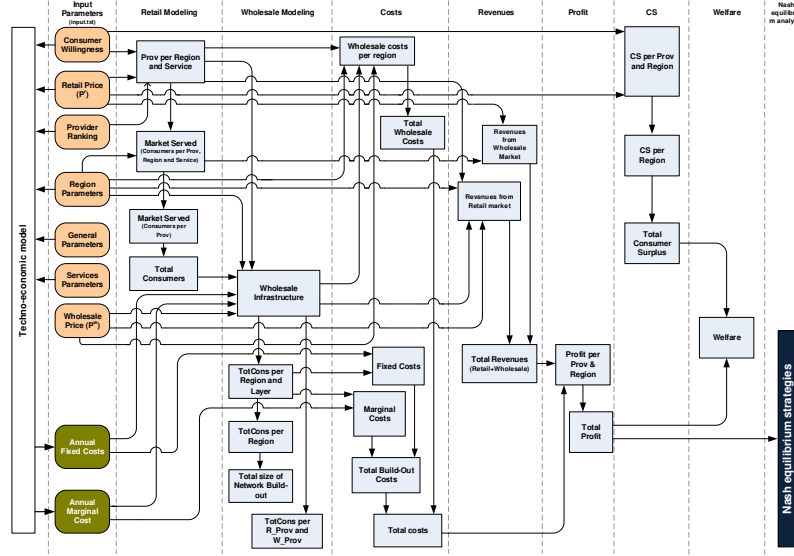 Input
Parameters
(input.txt)
Retail Modeling
Wholesale Modeling
Costs
Revenues
Profit
CS
Welfare
Nash
equilibriu
m analy
Consumer
Willingness
Retail Price
(Pʳ)
Provider
Ranking
Region
Parameters
General
Parameters
Services
Parameters
Wholesale
Price (Pʷ)
Annual
Fixed Costs
Annual
Marginal
Cost
Techno-economic model
Prov per Region
and Service
Market Served
(Consumers per Prov,
Region and Service)
Market Served
(Consumers per
Prov)
Total
Consumers
Wholesale
Infrastructure
TotCons per
Region and
Layer
TotCons per
Region
Total size of
Network Build-
out
TotCons per
R_Prov and
W_Prov
Wholesale costs
per region
Total
Wholesale
Costs
Fixed Costs
Marginal
Costs
Total Build-Out
Costs
Total costs
Revenues
from
Wholesale
Market
Revenues from
Retail market
Total Revenues
(Retail+Wholesale)
Profit per
Prov &
Region
Total
Profit
CS per Prov
and Region
CS per
Region
Total
Consumer
Surplus
Welfare
Nash equilibrium strategies